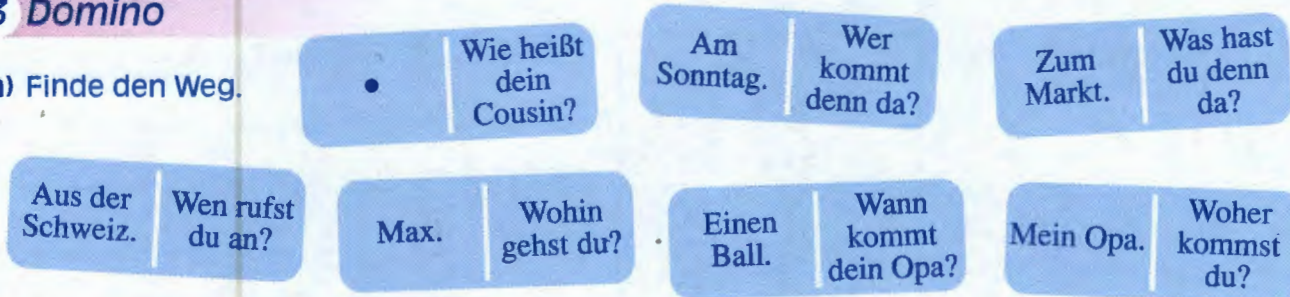 Domino
Finde den Weg.
•
Wie heißt
dein
Cousin?
Am
Sonntag.
Wer
kommt
denn da?
Zum
Markt.
Was hast
du denn
da?
Aus der
Schweiz.
Wen rufst
du an?
Max.
Wohin
gehst du?
Einen
Ball.
Wann
kommt
dein Opa?
Mein Opa.
Woher
kommst
du?